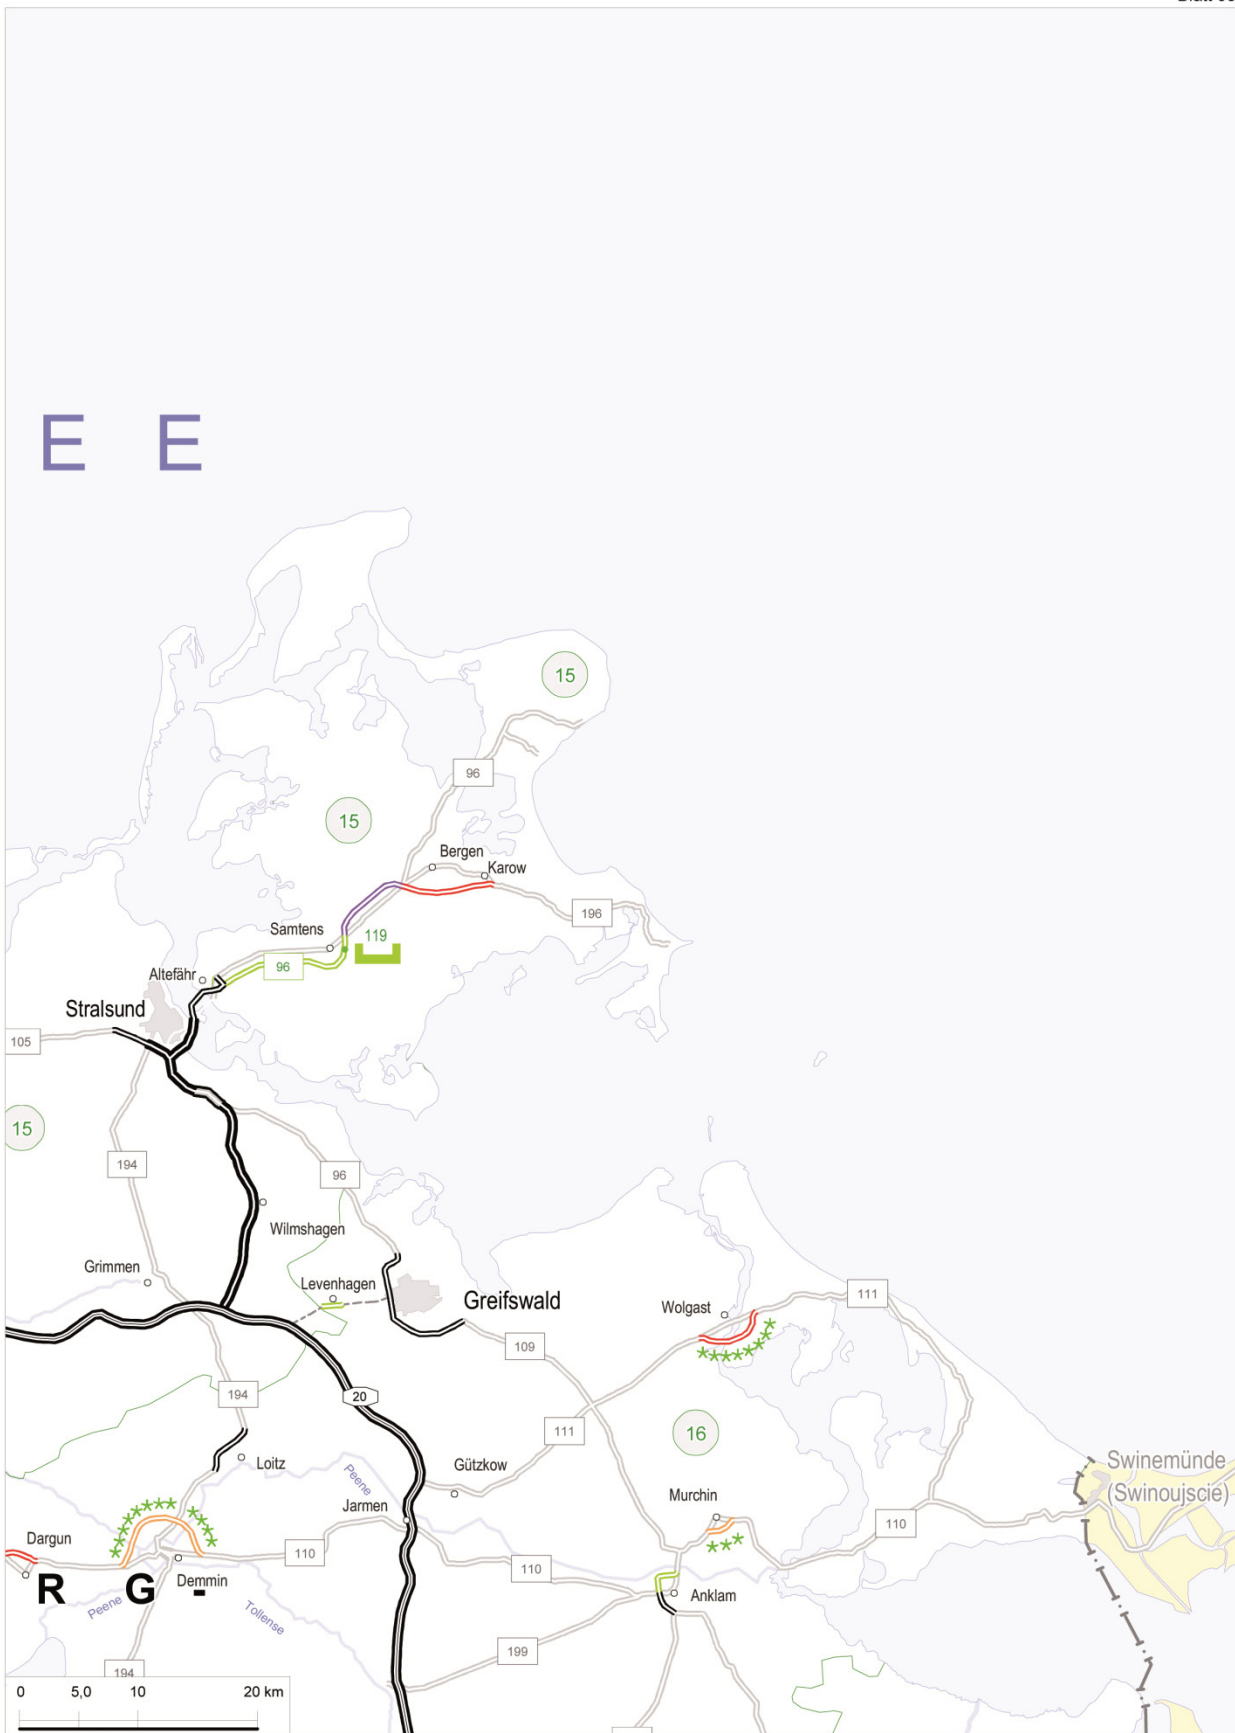 E E
15
96
15
Bergen
Karow
196
Samtens
119
96
Altefähr
Stralsund
105
15
194
96
Wilmshagen
Grimmen
Levenhagen
Greifswald
Wolgast
111
109
194
20
111
16
Loitz
Peene
Gützkow
Swinemünde
(Swinoujscie)
Jarmen
Murchin
Dargun
110
110
110
R G
Demmin
Peene
Anklam
Tollense
199
194
0 5,0 10 20 km